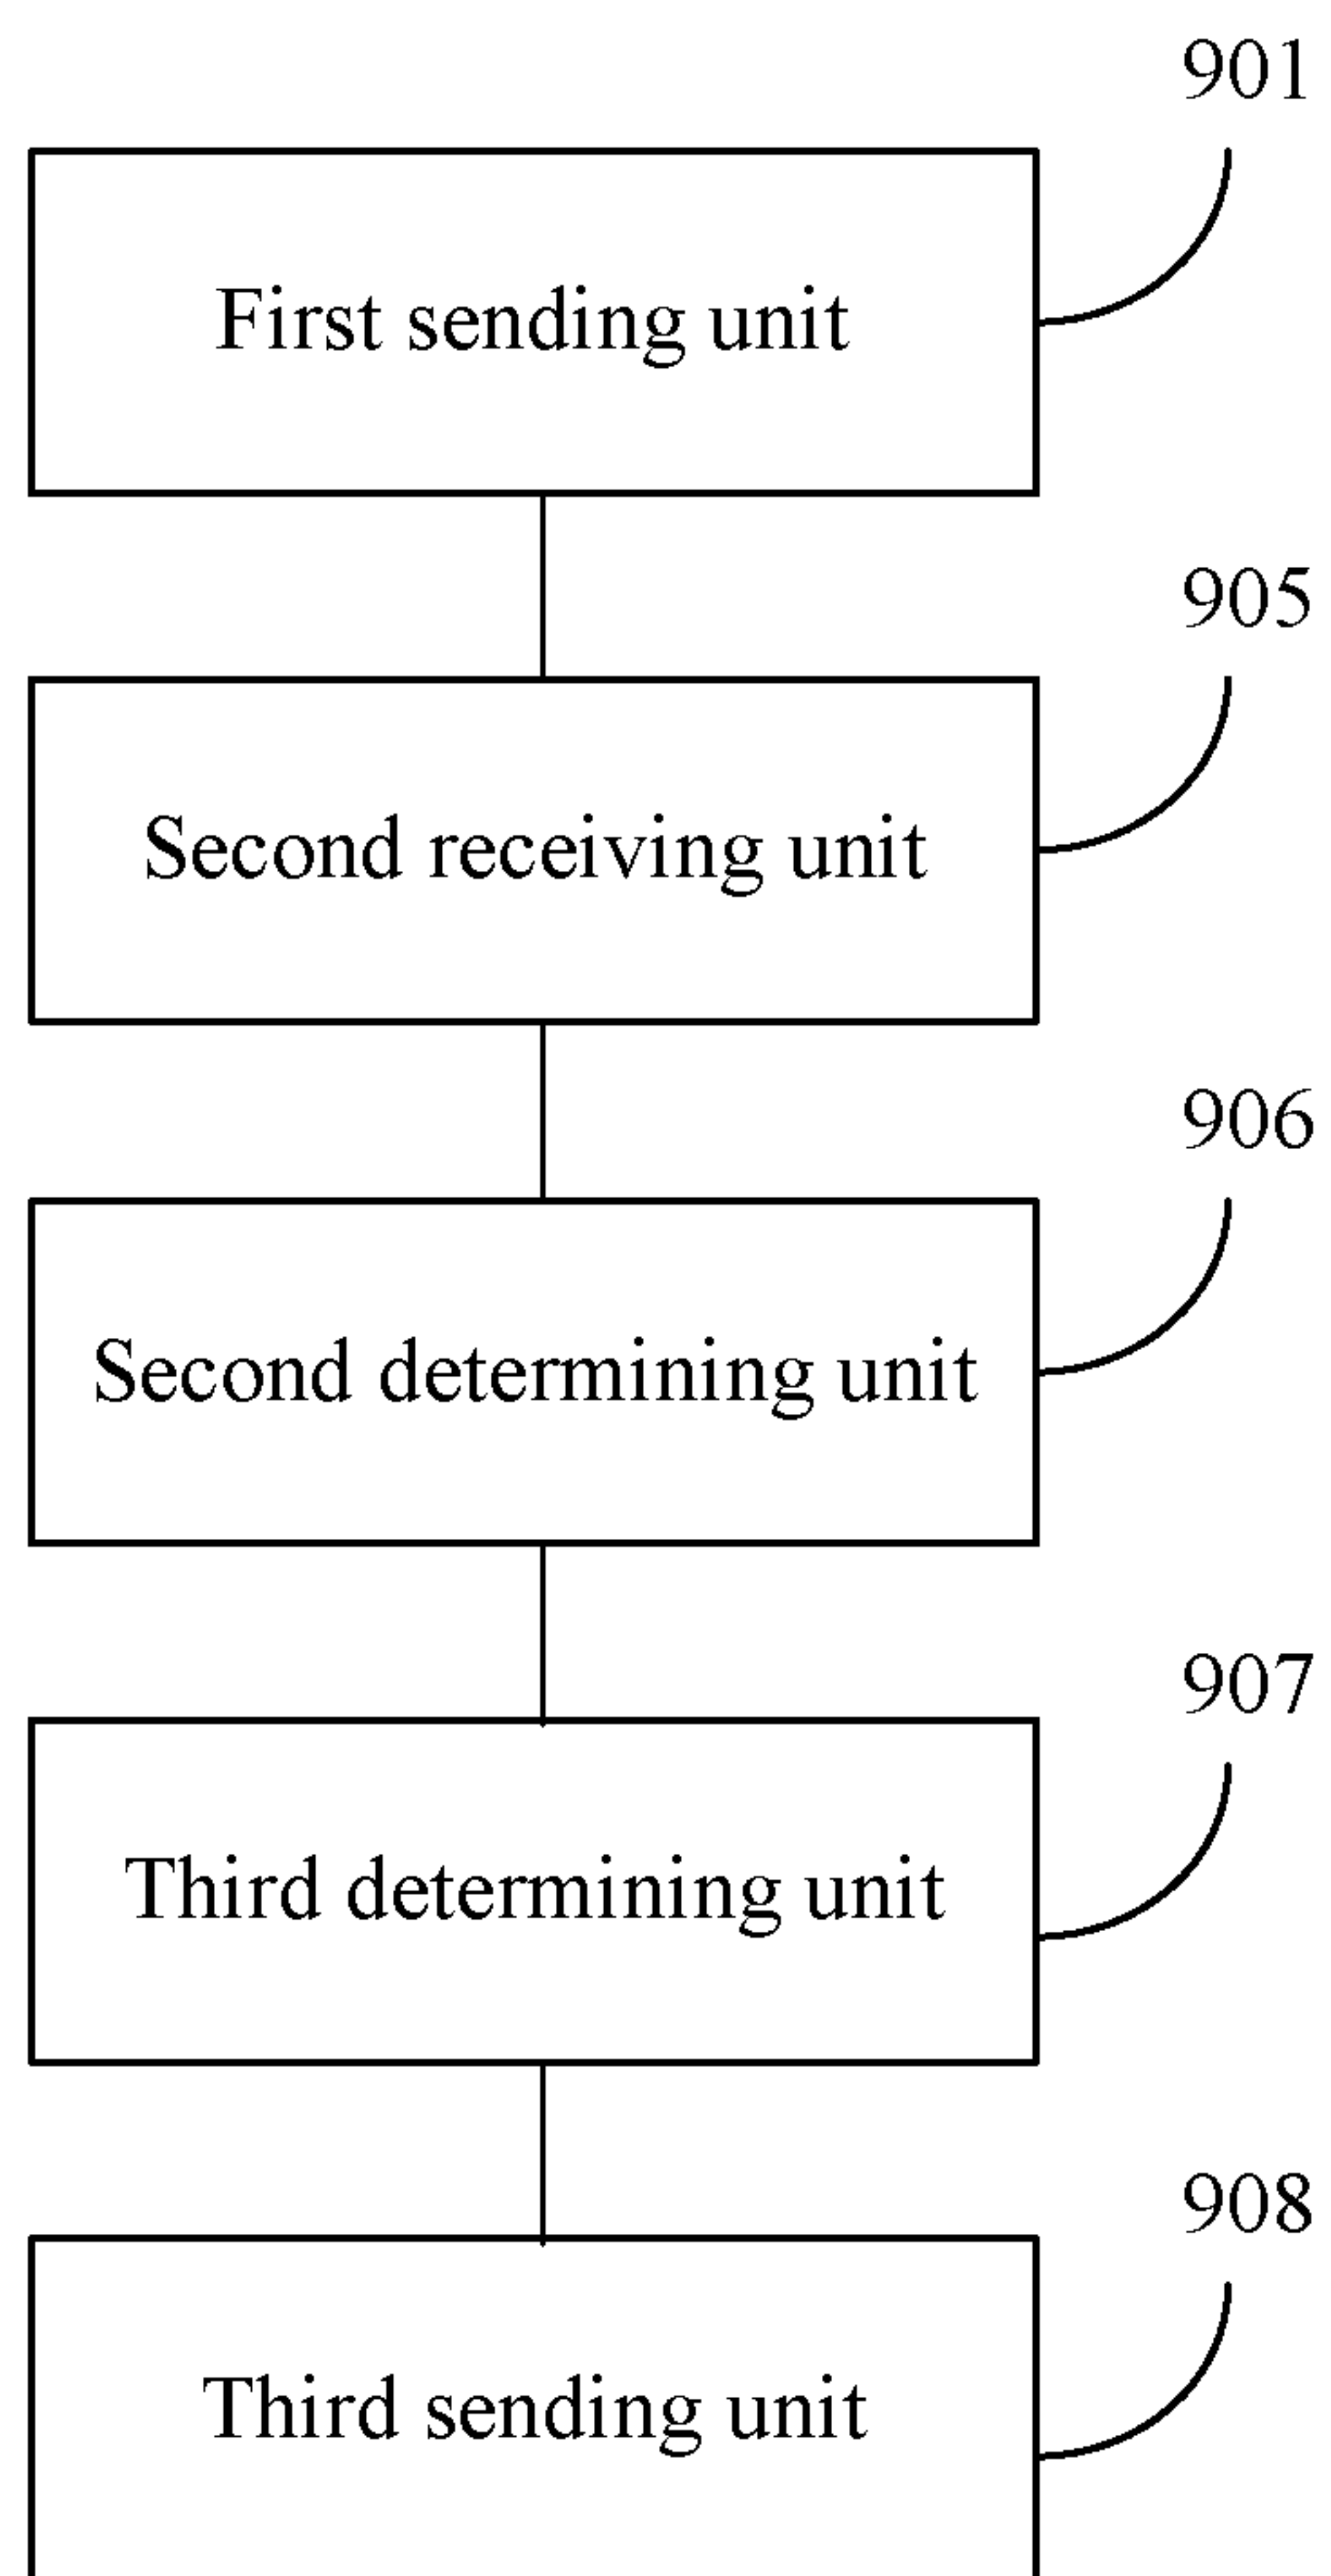 901
First sending unit
905
Second receiving unit
906
Second determining unit
907
Third determining unit
908
Third sending unit